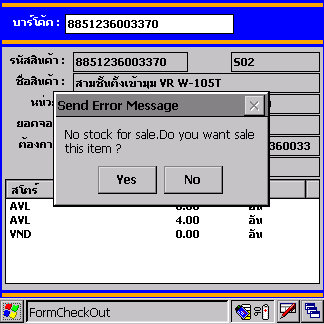 บาร์โค้ด : 8851236003370
รหัสสินค้า : 8851236003370 S02
ชื่อสินค้า : สามชั้นตั้งเข้ามุม VR W-105T
หน่วย
ยอดจอ
ต้องกา 360033
Send Error Message
No stock for sale.Do you want sale
this item ?
Yes No
สโตร์
AVL 0.00 อัน
AVL 4.00 อัน
VND 0.00 อัน
FormCheckOut